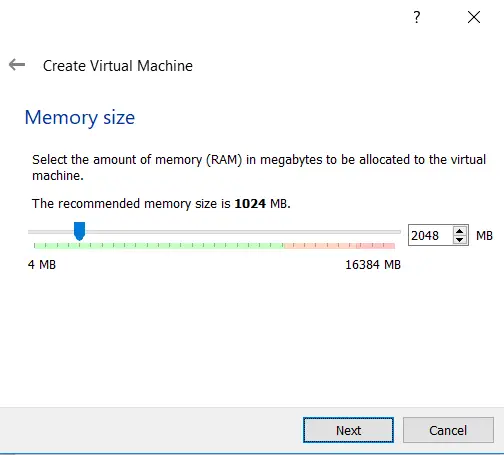 ?
Create Virtual Machine
Memory size
Select the amount of memory (RAM) in megabytes to be allocated to the virtual
machine.
The recommended memory size is 1024 MB.
2048 MB
4 MB 16384 MB
Next Cancel